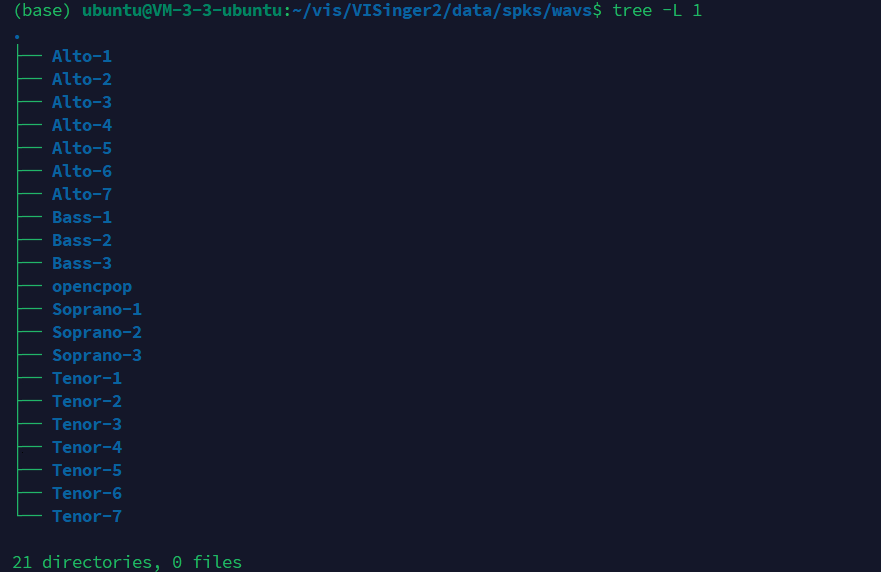 (base) ubuntu@VM-3-3-ubuntu:~/vis/VISinger2/data/spks/wavs$ tree -L 1
.
├── Alto-1
├── Alto-2
├── Alto-3
├── Alto-4
├── Alto-5
├── Alto-6
├── Alto-7
├── Bass-1
├── Bass-2
├── Bass-3
├── opencpop
├── Soprano-1
├── Soprano-2
├── Soprano-3
├── Tenor-1
├── Tenor-2
├── Tenor-3
├── Tenor-4
├── Tenor-5
├── Tenor-6
└── Tenor-7
21 directories, 0 files